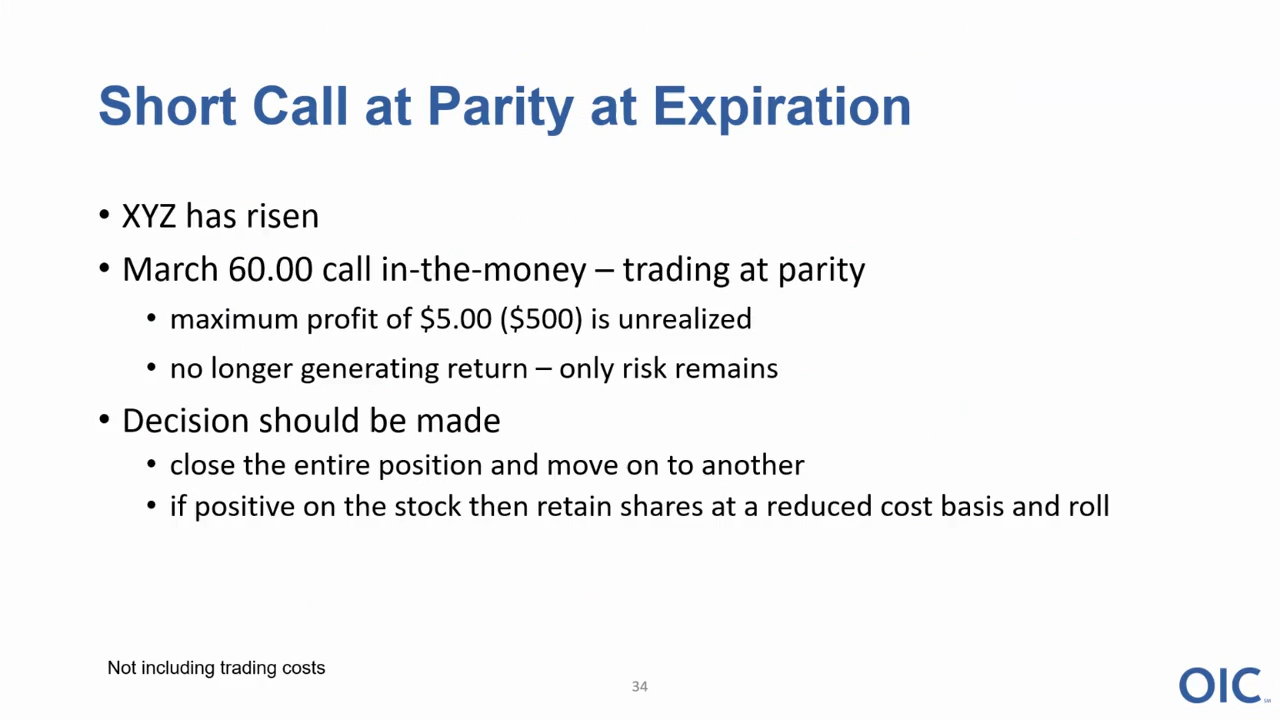 Short Call at Parity at Expiration
• XYZ has risen
• March 60.00 call in-the-money – trading at parity
• maximum profit of $5.00 ($500) is unrealized
• no longer generating return – only risk remains
• Decision should be made
• close the entire position and move on to another
• if positive on the stock then retain shares at a reduced cost basis and roll
Not including trading costs
34
OIC℠